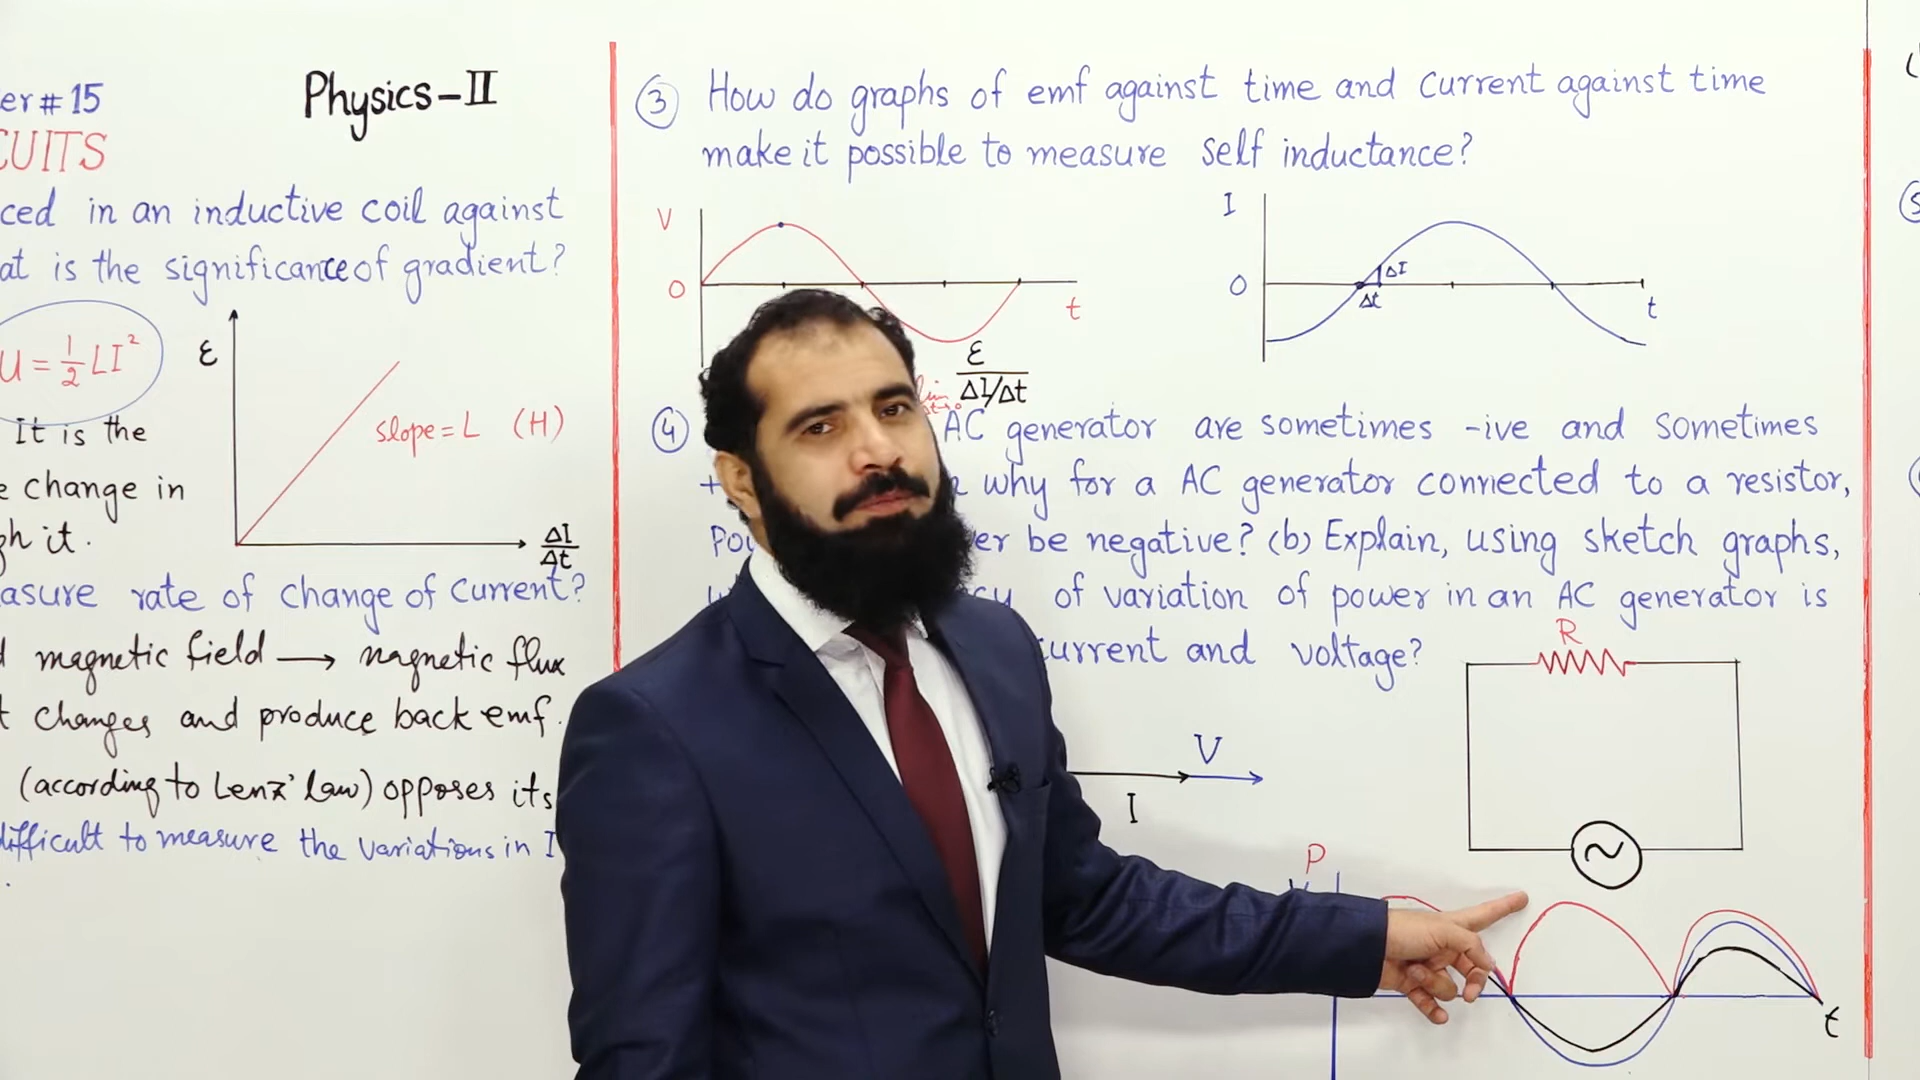 er # 15
CUITS
Physics-II
ced in an inductive coil against
at is the significance of gradient?
U = 1/2 LI²
ε
slope = L (H)
It is the
e change in
gh it.
ΔI/Δt
asure rate of change of current?
magnetic field → magnetic flux
t changes and produce back emf.
(according to Lenz' law) opposes its
difficult to measure the variations in I
③ How do graphs of emf against time and current against time
make it possible to measure self inductance?
V
0
t
I
0
ΔI
Δt
t
ε
ΔI/Δt
④ AC generator are sometimes -ive and sometimes
+ why for a AC generator connected to a resistor,
er be negative? (b) Explain, using sketch graphs,
cy of variation of power in an AC generator is
current and voltage?
R
V
I
P
t